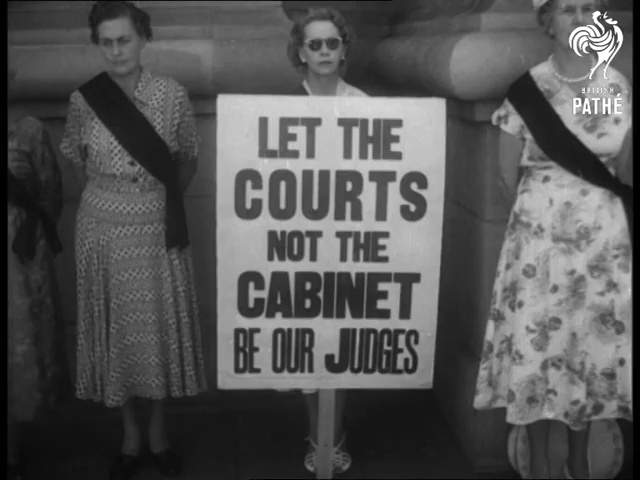 BRITISH
PATHÉ
LET THE
COURTS
NOT THE
CABINET
BE OUR JUDGES